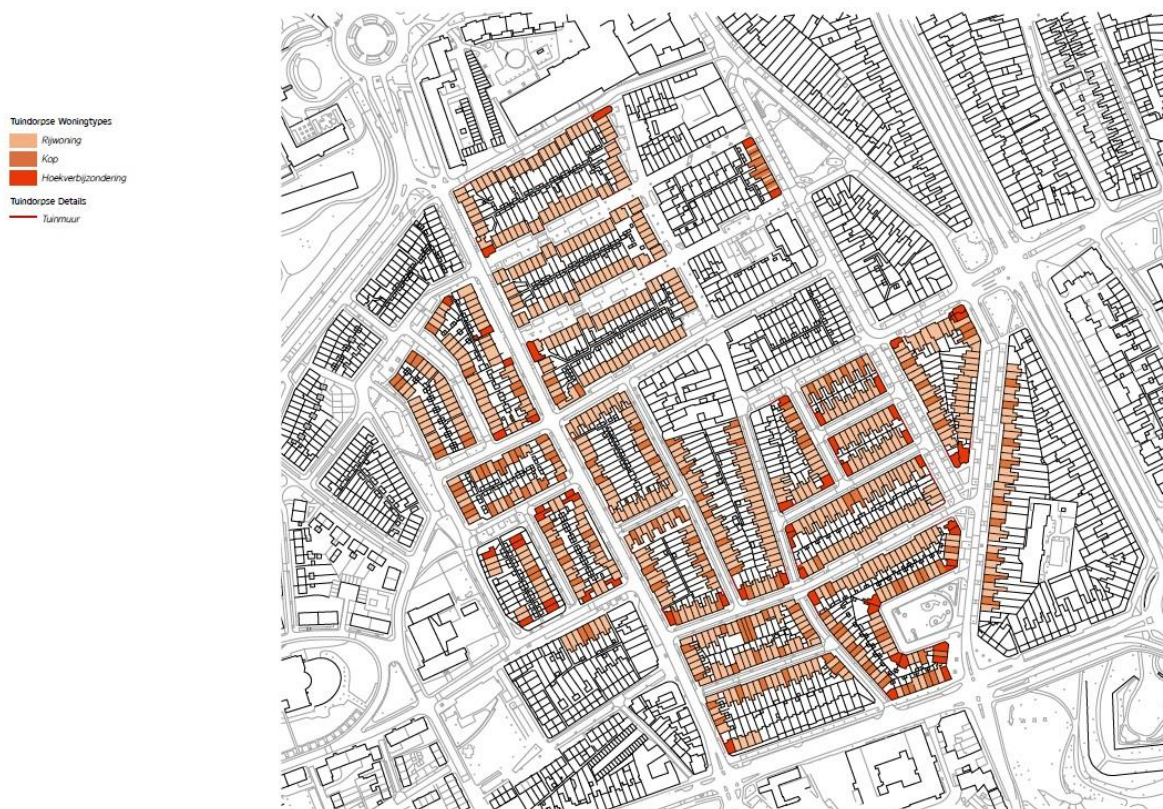 Tuindorpse Woningtypes
Rijwoning
Kop
Hoekverbijzondering
Tuindorpse Details
Tuinmuur